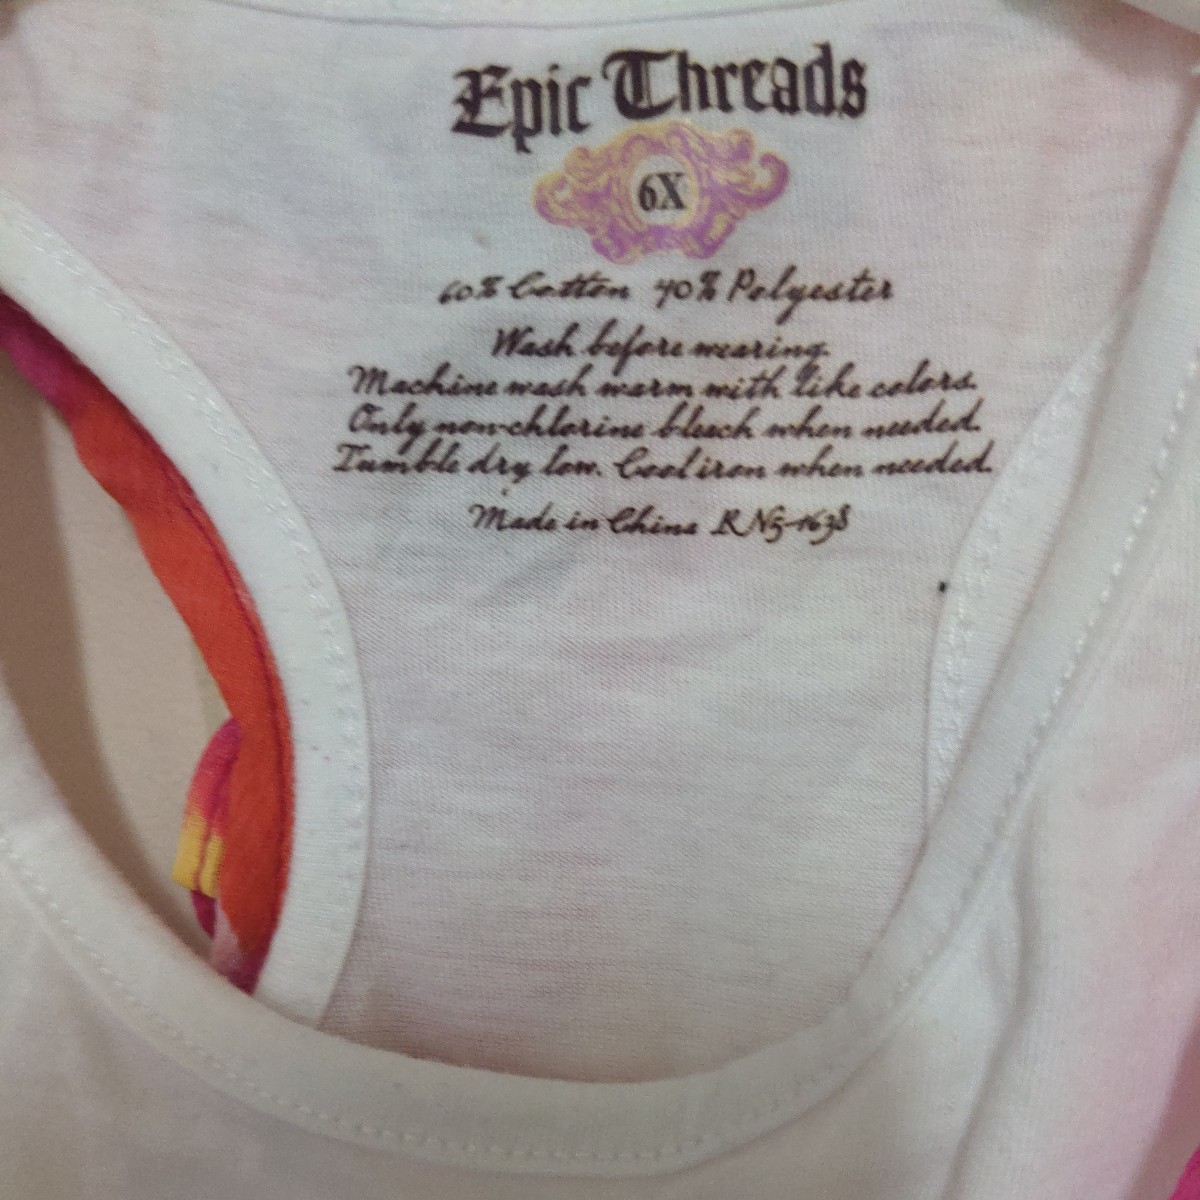 Epic Threads
6X
60% Cotton 40% Polyester
Wash before wearing.
Machine wash warm with like colors.
Only non-chlorine bleach when needed.
Tumble dry low. Cool iron when needed.
Made in China